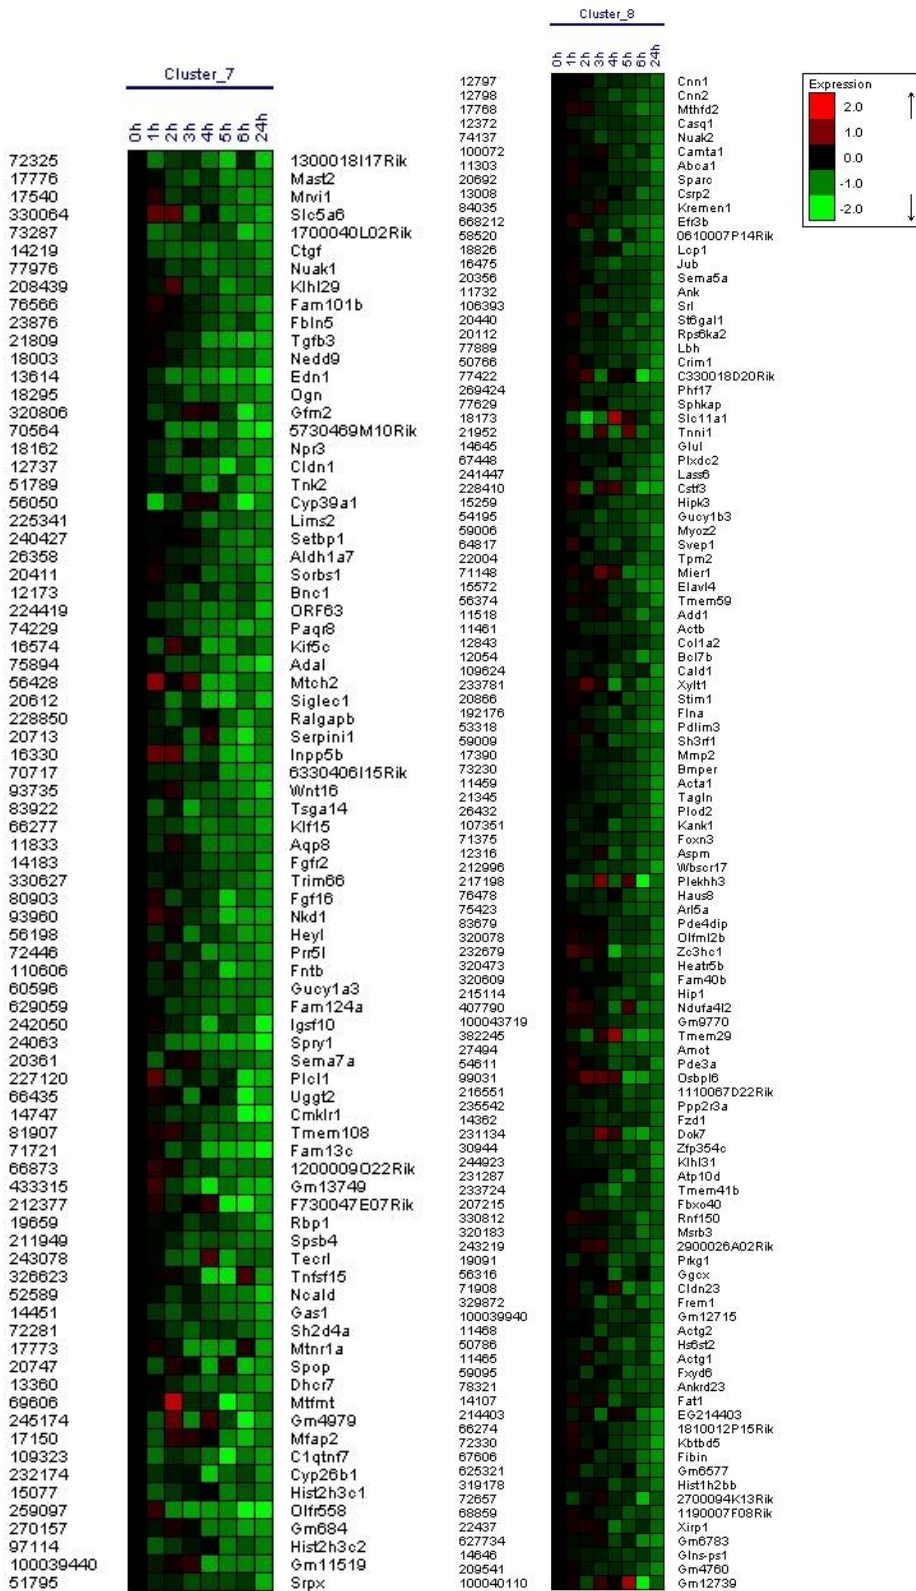 Cluster_7
0h 1h 2h 3h 4h 5h 6h 24h
72325 1300018I17Rik
17776 Mast2
17540 Mrvi1
330064 Slc5a6
73287 1700040L02Rik
14219 Ctgf
77976 Nuak1
208439 Klhl29
76566 Fam101b
23876 Fbln5
21809 Tgfb3
18003 Nedd9
13614 Edn1
18295 Ogn
320806 Gfm2
70564 5730469M10Rik
18162 Npr3
12737 Cldn1
51789 Tnk2
56050 Cyp39a1
225341 Lims2
240427 Setbp1
26358 Aldh1a7
20411 Sorbs1
12173 Bnc1
224419 ORF63
74229 Paqr8
16574 Kif5c
75894 Adal
56428 Mtch2
20612 Siglec1
228850 Ralgapb
20713 Serpini1
16330 Inpp5b
70717 6330406I15Rik
93735 Wnt16
83922 Tsga14
66277 Klf15
11833 Aqp8
14183 Fgfr2
330627 Trim66
80903 Fgf16
93960 Nkd1
56198 Heyl
72446 Prr5l
110606 Fntb
60596 Gucy1a3
629059 Fam124a
242050 Igsf10
24063 Spry1
20361 Sema7a
227120 Plcl1
66435 Uggt2
14747 Cmklr1
81907 Tmem108
71721 Fam13c
66873 1200009O22Rik
433315 Gm13749
212377 F730047E07Rik
19659 Rbp1
211949 Spsb4
243078 Tecrl
326623 Tnfsf15
52589 Ncald
14451 Gas1
72281 Sh2d4a
17773 Mtnr1a
20747 Spop
13360 Dhcr7
69606 Mtfmt
245174 Gm4979
17150 Mfap2
109323 C1qtnf7
232174 Cyp26b1
15077 Hist2h3c1
259097 Olfr558
270157 Gm684
97114 Hist2h3c2
100039440 Gm11519
51795 Srpx
Cluster_8
0h 1h 2h 3h 4h 5h 6h 24h
12797 Cnn1
12798 Cnn2
17768 Mthfd2
12372 Casq1
74137 Nuak2
100072 Camta1
11303 Abca1
20692 Sparc
13008 Csrp2
84035 Kremen1
668212 Efr3b
58520 0610007P14Rik
18826 Lcp1
16475 Jub
20356 Sema5a
11732 Ank
106393 Srl
20440 St6gal1
20112 Rps6ka2
77889 Lbh
50766 Crim1
77422 C330018D20Rik
269424 Phf17
77629 Sphkap
18173 Slc11a1
21952 Tnni1
14645 Glul
67448 Plxdc2
241447 Lass6
228410 Cstf3
15259 Hipk3
54195 Gucy1b3
59006 Myoz2
64817 Svep1
22004 Tpm2
71148 Mier1
15572 Elavl4
56374 Tmem59
11518 Add1
11461 Actb
12843 Col1a2
12054 Bcl7b
109624 Cald1
233781 Xylt1
20866 Stim1
192176 Flna
53318 Pdlim3
59009 Sh3rf1
17390 Mmp2
73230 Bmper
11459 Acta1
21345 Tagln
26432 Plod2
107351 Kank1
71375 Foxn3
12316 Aspm
212996 Wbscr17
217198 Plekhh3
76478 Haus8
75423 Arl5a
83679 Pde4dip
320078 Olfml2b
232679 Zc3hc1
320473 Heatr5b
320609 Fam40b
215114 Hip1
407790 Ndufa4l2
100043719 Gm9770
382245 Tmem29
27494 Amot
54611 Pde3a
99031 Osbpl6
216551 1110067D22Rik
235542 Ppp2r3a
14362 Fzd1
231134 Dok7
30944 Zfp354c
244923 Klhl31
231287 Atp10d
233724 Tmem41b
207215 Fbxo40
330812 Rnf150
320183 Msrb3
243219 2900026A02Rik
19091 Prkg1
56316 Ggcx
71908 Cldn23
329872 Frem1
100039940 Gm12715
11468 Actg2
50786 Hs6st2
11465 Actg1
59095 Fxyd6
78321 Ankrd23
14107 Fat1
214403 EG214403
66274 1810012P15Rik
72330 Kbtbd5
67606 Fibin
625321 Gm6577
319178 Hist1h2bb
72657 2700094K13Rik
68859 1190007F08Rik
22437 Xirp1
627734 Gm6783
14646 Glns-ps1
209541 Gm4760
100040110 Gm12739
Expression
2.0
1.0
0.0
-1.0
-2.0